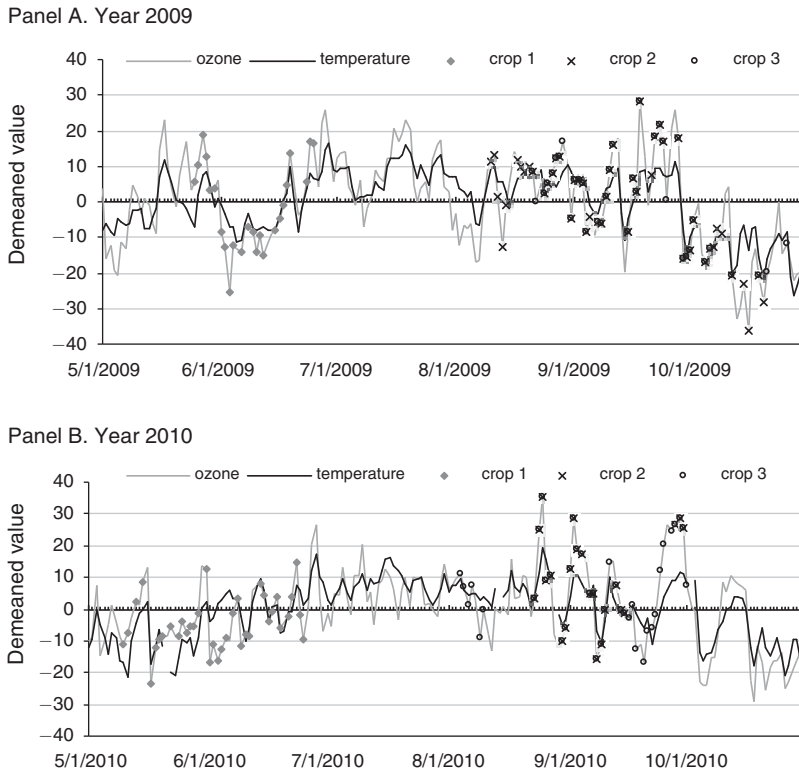 Panel A. Year 2009
40 ozone temperature crop 1 crop 2 crop 3
30
20
10
0
−10
−20
−30
−40
Demeaned value
5/1/2009 6/1/2009 7/1/2009 8/1/2009 9/1/2009 10/1/2009
Panel B. Year 2010
40 ozone temperature crop 1 crop 2 crop 3
30
20
10
0
−10
−20
−30
−40
Demeaned value
5/1/2010 6/1/2010 7/1/2010 8/1/2010 9/1/2010 10/1/2010